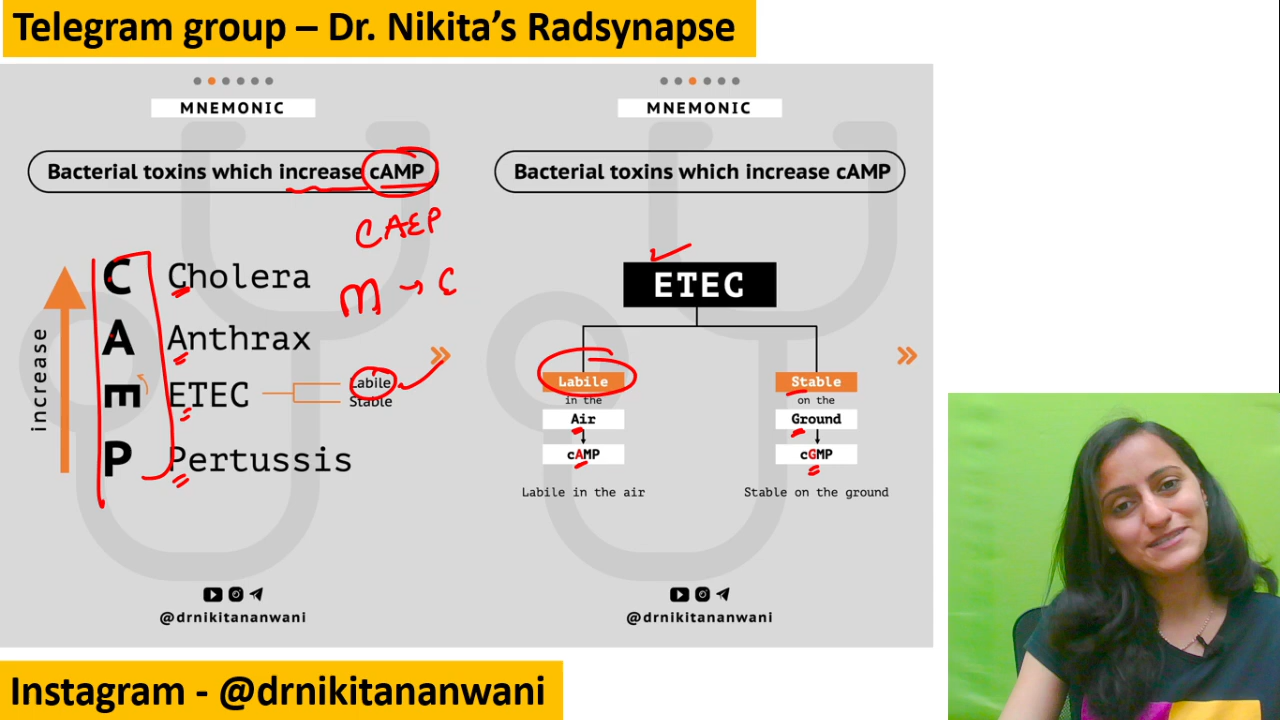 Telegram group – Dr. Nikita's Radsynapse
MNEMONIC
Bacterial toxins which increase cAMP
CAEP
M → E
increase
C Cholera
A Anthrax
E ETEC
Labile
Stable
P Pertussis
@drnikitananwani
MNEMONIC
Bacterial toxins which increase cAMP
ETEC
Labile
in the
Air
cAMP
Labile in the air
Stable
on the
Ground
cGMP
Stable on the ground
@drnikitananwani
Instagram - @drnikitananwani